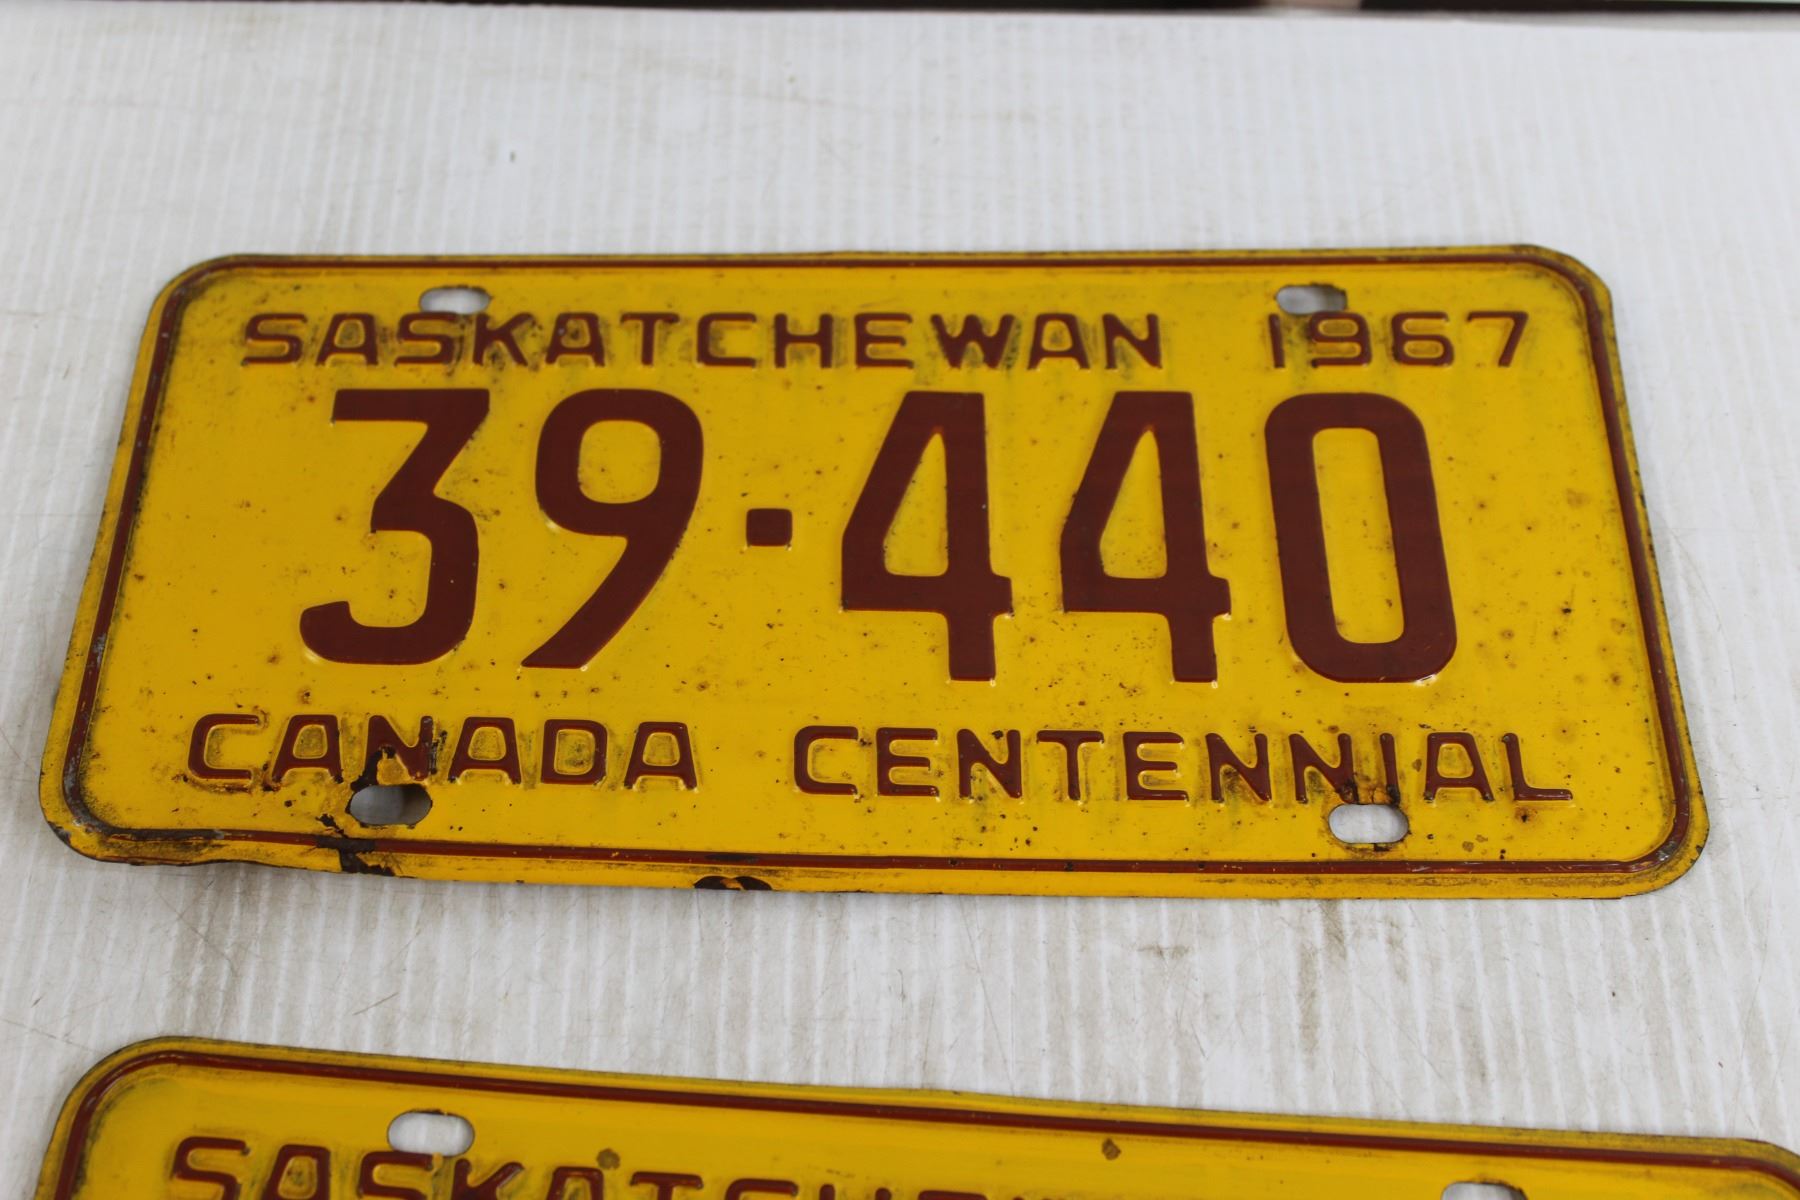 SASKATCHEWAN 1967
39·440
CANADA CENTENNIAL